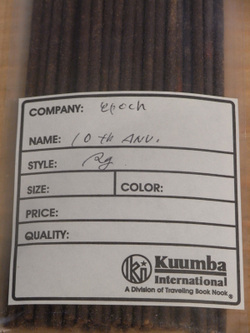 COMPANY: epoch
NAME: 10th ANV.
STYLE: Rg
SIZE: COLOR:
PRICE:
QUALITY:
Kuumba
International
A Division of Traveling Book Nook ®